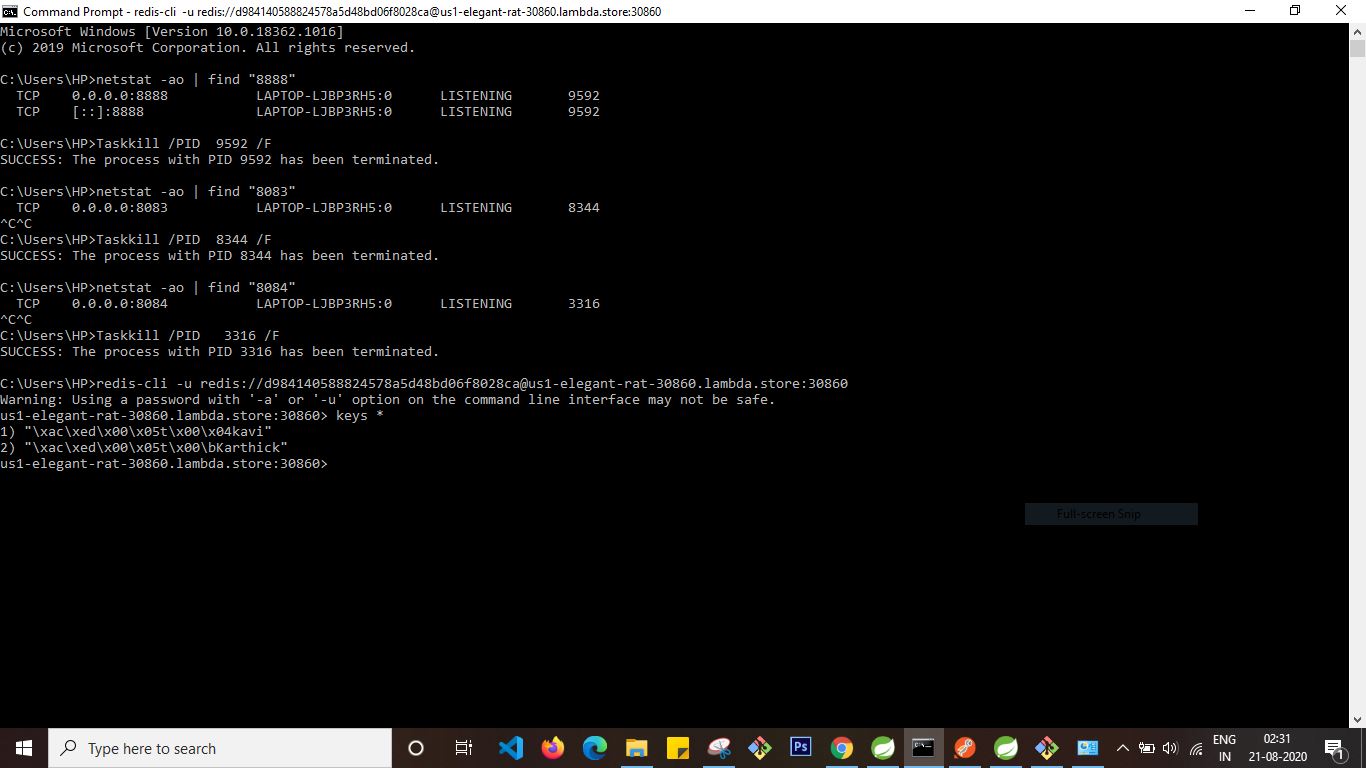 Command Prompt - redis-cli -u redis://d984140588824578a5d48bd06f8028ca@us1-elegant-rat-30860.lambda.store:30860
Microsoft Windows [Version 10.0.18362.1016]
(c) 2019 Microsoft Corporation. All rights reserved.
C:\Users\HP>netstat -ao | find "8888"
TCP    0.0.0.0:8888           LAPTOP-LJBP3RH5:0      LISTENING       9592
TCP    [::]:8888              LAPTOP-LJBP3RH5:0      LISTENING       9592
C:\Users\HP>Taskkill /PID  9592 /F
SUCCESS: The process with PID 9592 has been terminated.
C:\Users\HP>netstat -ao | find "8083"
TCP    0.0.0.0:8083           LAPTOP-LJBP3RH5:0      LISTENING       8344
^C^C
C:\Users\HP>Taskkill /PID  8344 /F
SUCCESS: The process with PID 8344 has been terminated.
C:\Users\HP>netstat -ao | find "8084"
TCP    0.0.0.0:8084           LAPTOP-LJBP3RH5:0      LISTENING       3316
^C^C
C:\Users\HP>Taskkill /PID   3316 /F
SUCCESS: The process with PID 3316 has been terminated.
C:\Users\HP>redis-cli -u redis://d984140588824578a5d48bd06f8028ca@us1-elegant-rat-30860.lambda.store:30860
Warning: Using a password with '-a' or '-u' option on the command line interface may not be safe.
us1-elegant-rat-30860.lambda.store:30860> keys *
1) "\xac\xed\x00\x05t\x00\x04kavi"
2) "\xac\xed\x00\x05t\x00\bKarthick"
us1-elegant-rat-30860.lambda.store:30860>
Full-screen Snip
Type here to search
Ps
ENG
IN
02:31
21-08-2020
1